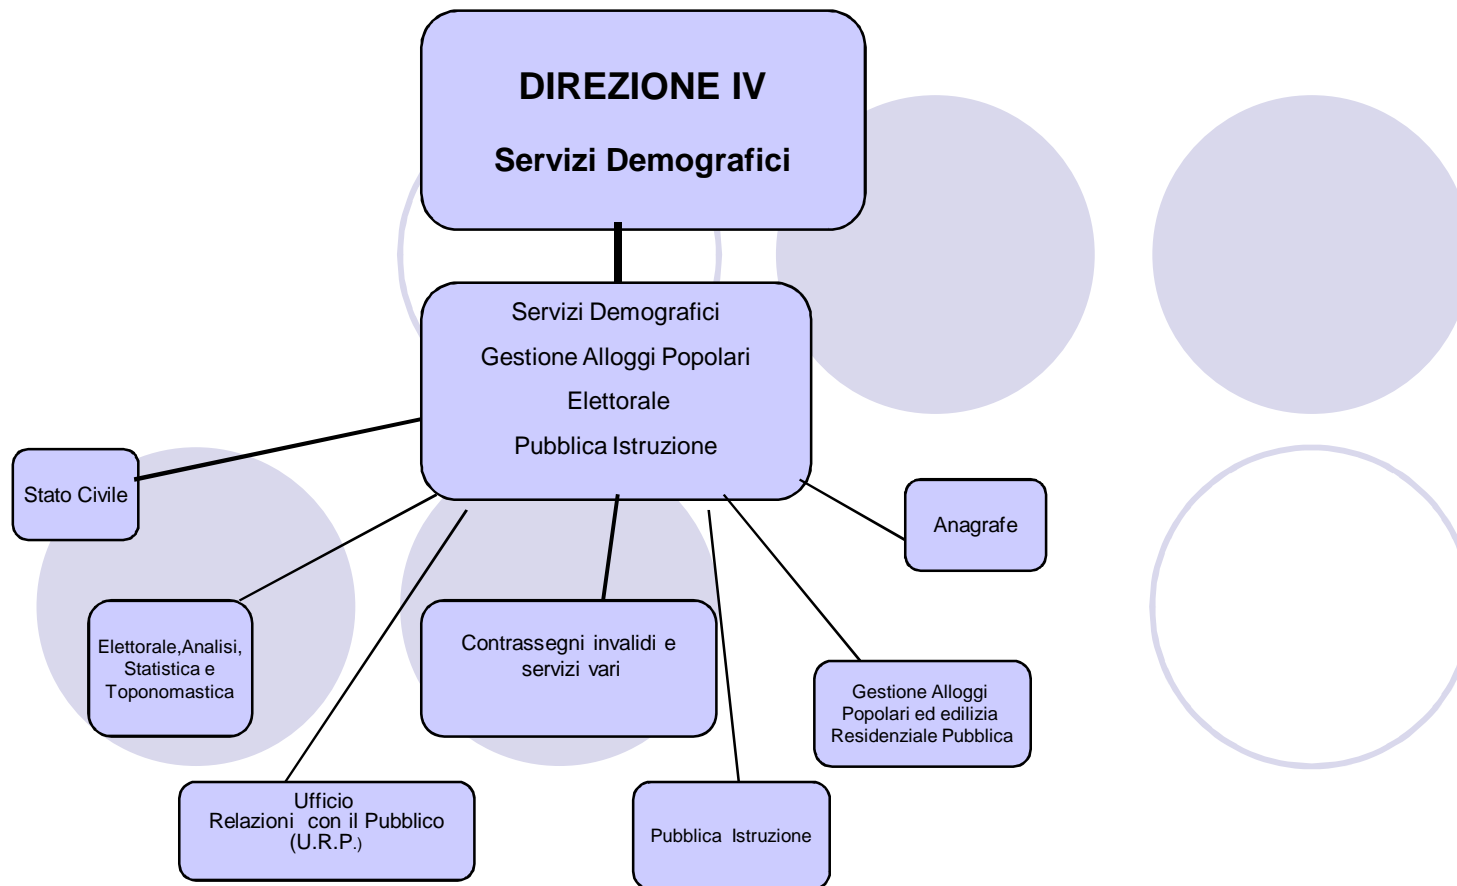 DIREZIONE IV
Servizi Demografici
Servizi Demografici
Gestione Alloggi Popolari
Elettorale
Pubblica Istruzione
Stato Civile
Anagrafe
Elettorale,Analisi,
Statistica e
Toponomastica
Contrassegni invalidi e
servizi vari
Gestione Alloggi
Popolari ed edilizia
Residenziale Pubblica
Ufficio
Relazioni con il Pubblico
(U.R.P.)
Pubblica Istruzione